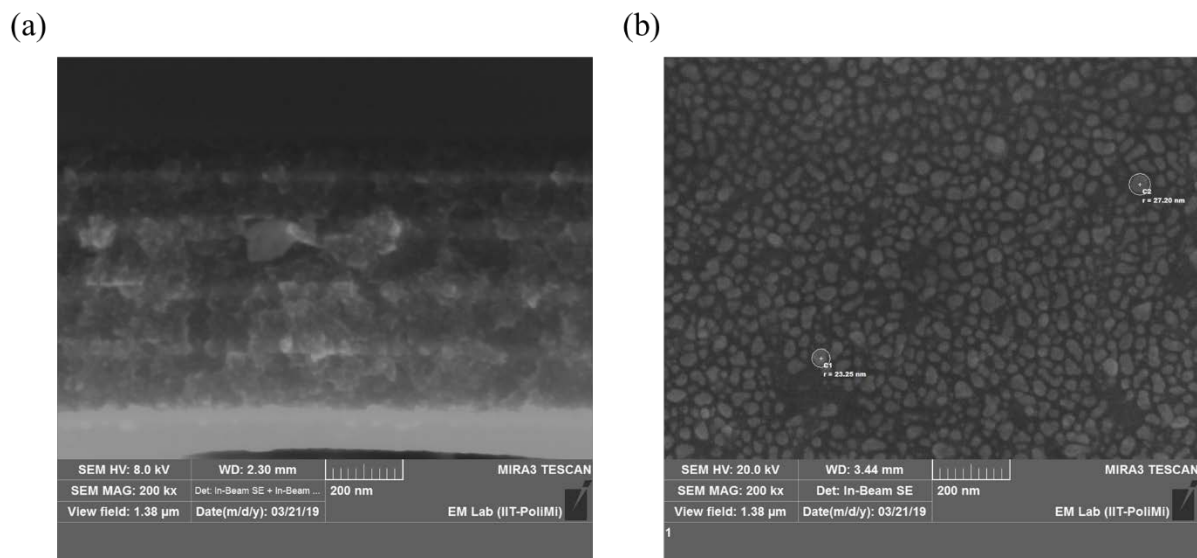 (a)
(b)
SEM HV: 8.0 kV WD: 2.30 mm MIRA3 TESCAN
SEM MAG: 200 kx Det: In-Beam SE + In-Beam ... 200 nm
View field: 1.38 µm Date(m/d/y): 03/21/19 EM Lab (IIT-PoliMi)
C2
r = 27.20 nm
C1
r = 23.25 nm
SEM HV: 20.0 kV WD: 3.44 mm MIRA3 TESCAN
SEM MAG: 200 kx Det: In-Beam SE 200 nm
View field: 1.38 µm Date(m/d/y): 03/21/19 EM Lab (IIT-PoliMi)
1